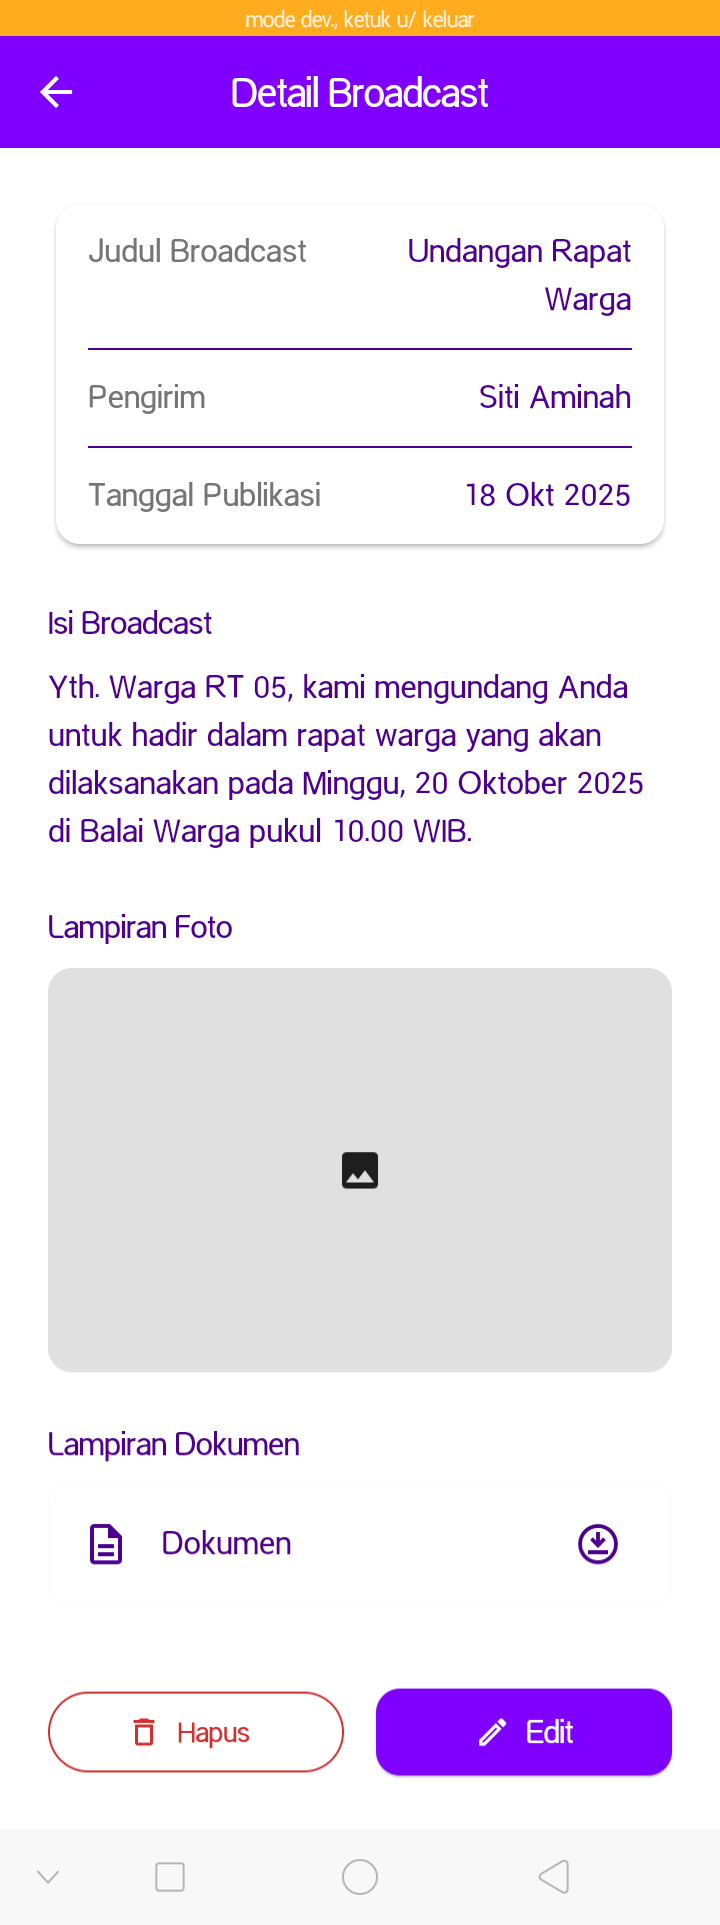 mode dev., ketuk u/ keluar
Detail Broadcast
Judul Broadcast
Undangan Rapat
Warga
Pengirim
Siti Aminah
Tanggal Publikasi
18 Okt 2025
Isi Broadcast
Yth. Warga RT 05, kami mengundang Anda
untuk hadir dalam rapat warga yang akan
dilaksanakan pada Minggu, 20 Oktober 2025
di Balai Warga pukul 10.00 WIB.
Lampiran Foto
Lampiran Dokumen
Dokumen
Hapus
Edit